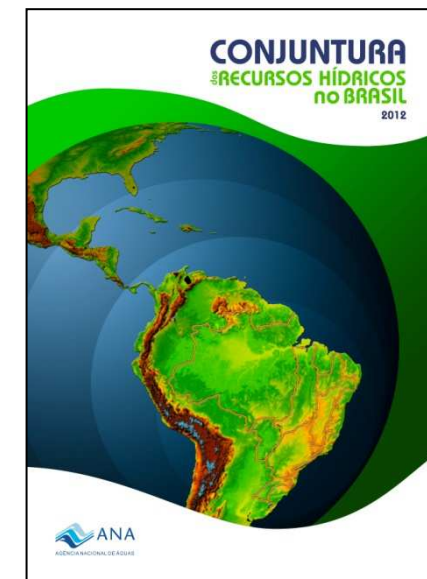 CONJUNTURA
dos RECURSOS HÍDRICOS
no BRASIL
2012
ANA
AGÊNCIA NACIONAL DE ÁGUAS